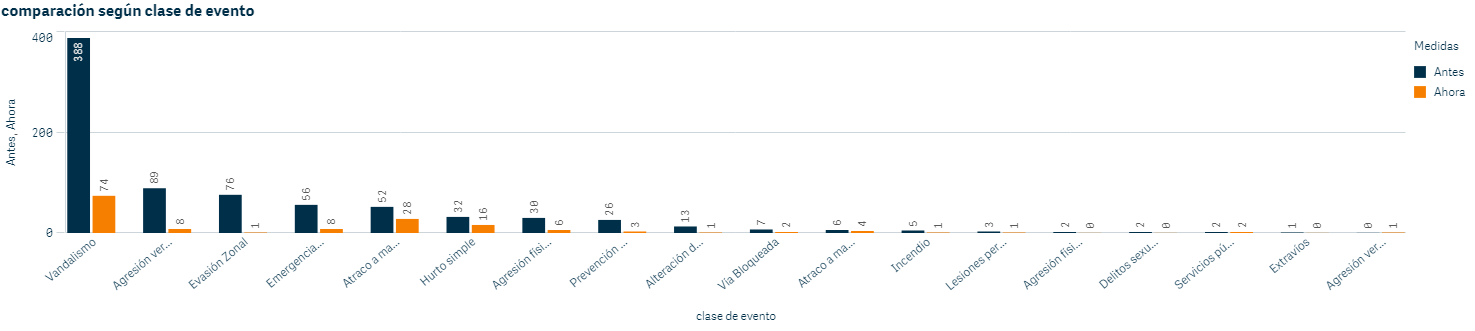 comparación según clase de evento
Medidas
Antes
Ahora
Antes, Ahora
400
200
0
388
74
89
8
76
1
56
8
52
28
32
16
30
6
26
3
13
1
7
2
6
4
5
1
3
1
2
0
2
0
2
2
1
0
0
1
Vandalismo
Agresión ver...
Evasión Zonal
Emergencia...
Atraco a ma...
Hurto simple
Agresión físi...
Prevención ...
Alteración d...
Vía Bloqueada
Atraco a ma...
Incendio
Lesiones per...
Agresión físi...
Delitos sexu...
Servicios pú...
Extravíos
Agresión ver...
clase de evento